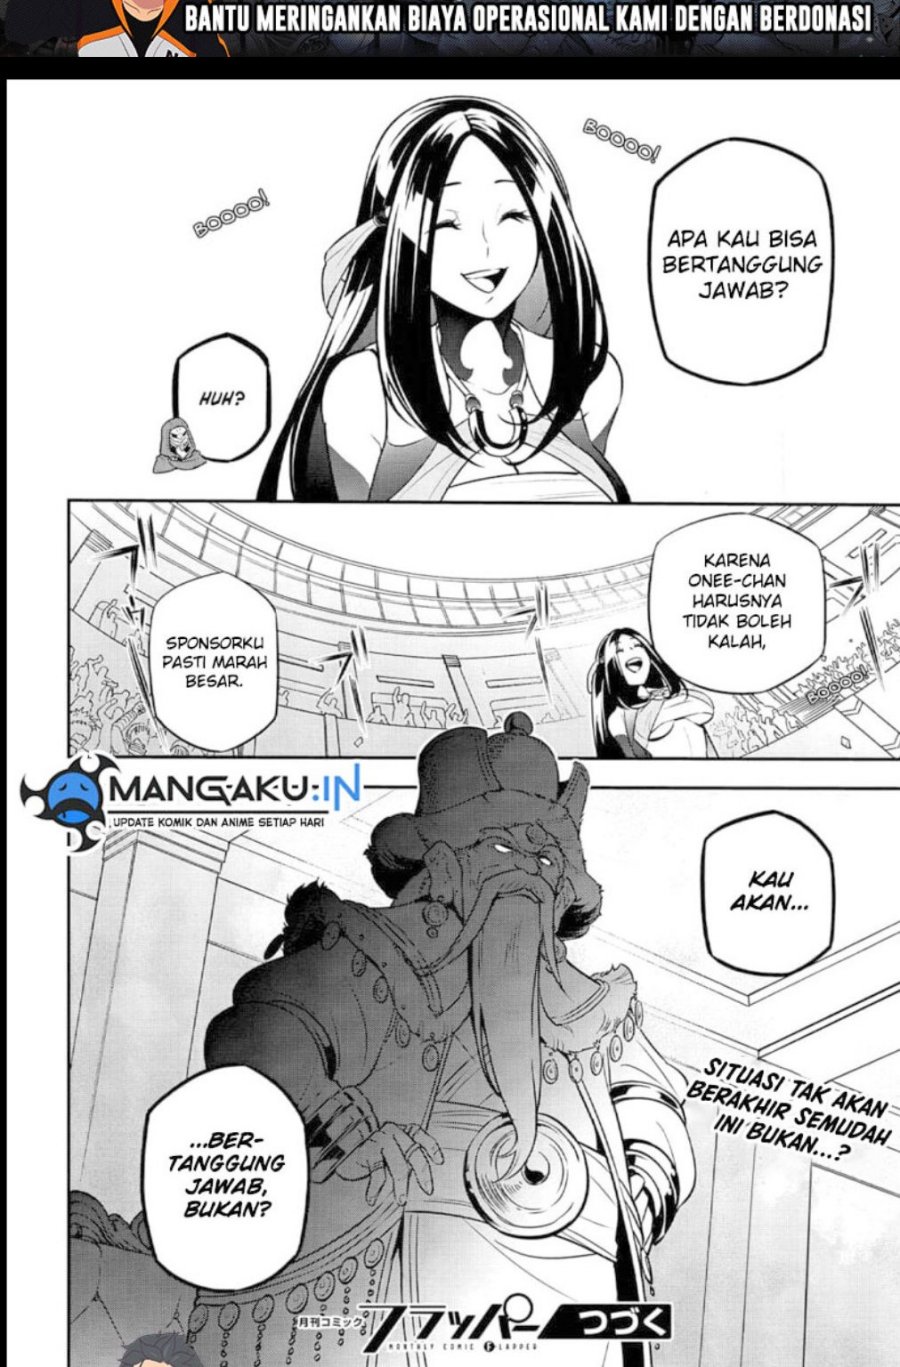 BANTU MERINGANKAN BIAYA OPERASIONAL KAMI DENGAN BERDONASI
BOOOO!
BOOOO!
APA KAU BISA
BERTANGGUNG
JAWAB?
HUH?
KARENA
ONEE-CHAN
HARUSNYA
TIDAK BOLEH
KALAH,
SPONSORKU
PASTI MARAH
BESAR.
BOOOO!
MANGAKU.IN
UPDATE KOMIK DAN ANIME SETIAP HARI
KAU
AKAN...
SITUASI TAK AKAN
BERAKHIR SEMUDAH
INI BUKAN...?
...BER-
TANGGUNG
JAWAB,
BUKAN?
月刊コミック フラッパー つづく
MONTHLY COMIC FLAPPER